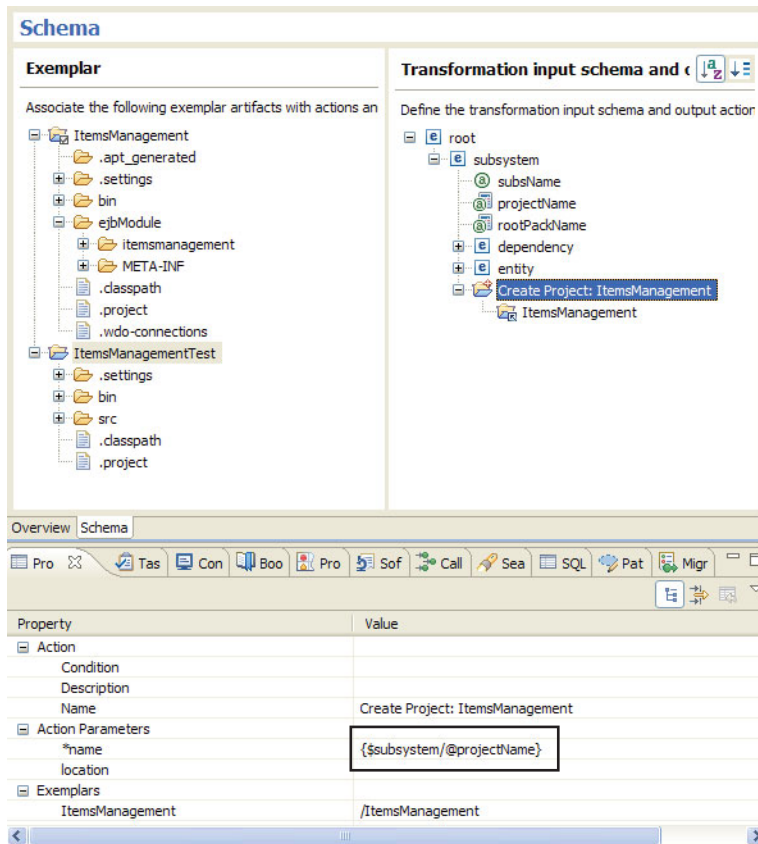 Schema
Exemplar
Associate the following exemplar artifacts with actions an
ItemsManagement
.apt_generated
.settings
bin
ejbModule
itemsmanagement
META-INF
.classpath
.project
.wdo-connections
ItemsManagementTest
.settings
bin
src
.classpath
.project
Transformation input schema and
Define the transformation input schema and output action
root
subsystem
subsName
projectName
rootPackName
dependency
entity
Create Project: ItemsManagement
ItemsManagement
Overview Schema
Pro Tas Con Boo Pro Sof Call Sea SQL Pat Migr
Property Value
Action
Condition
Description
Name Create Project: ItemsManagement
Action Parameters
*name {$subsystem/@projectName}
location
Exemplars
ItemsManagement /ItemsManagement